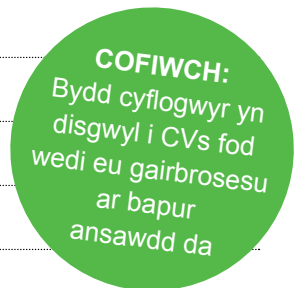 COFIWCH:
Bydd cyflogwyr yn
disgwyl i CVs fod
wedi eu gairbrosesu
ar bapur
ansawdd da